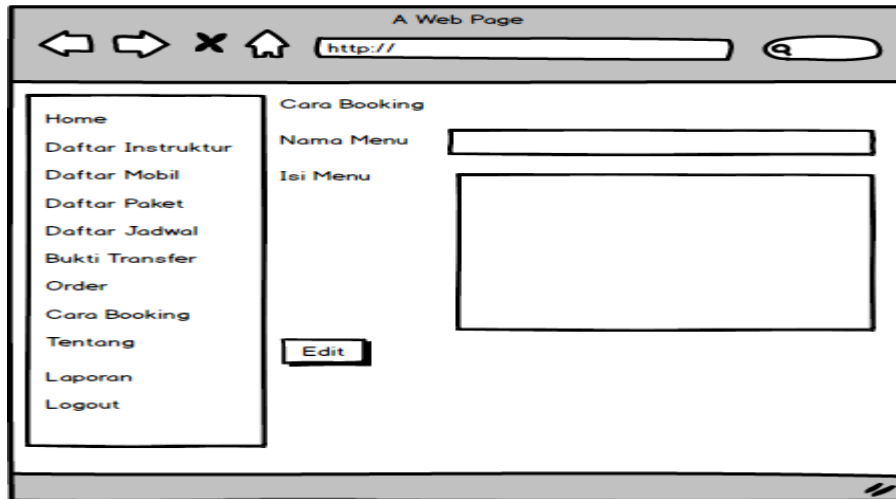 A Web Page
http://
Home
Daftar Instruktur
Daftar Mobil
Daftar Paket
Daftar Jadwal
Bukti Transfer
Order
Cara Booking
Tentang
Laporan
Logout
Cara Booking
Nama Menu
Isi Menu
Edit